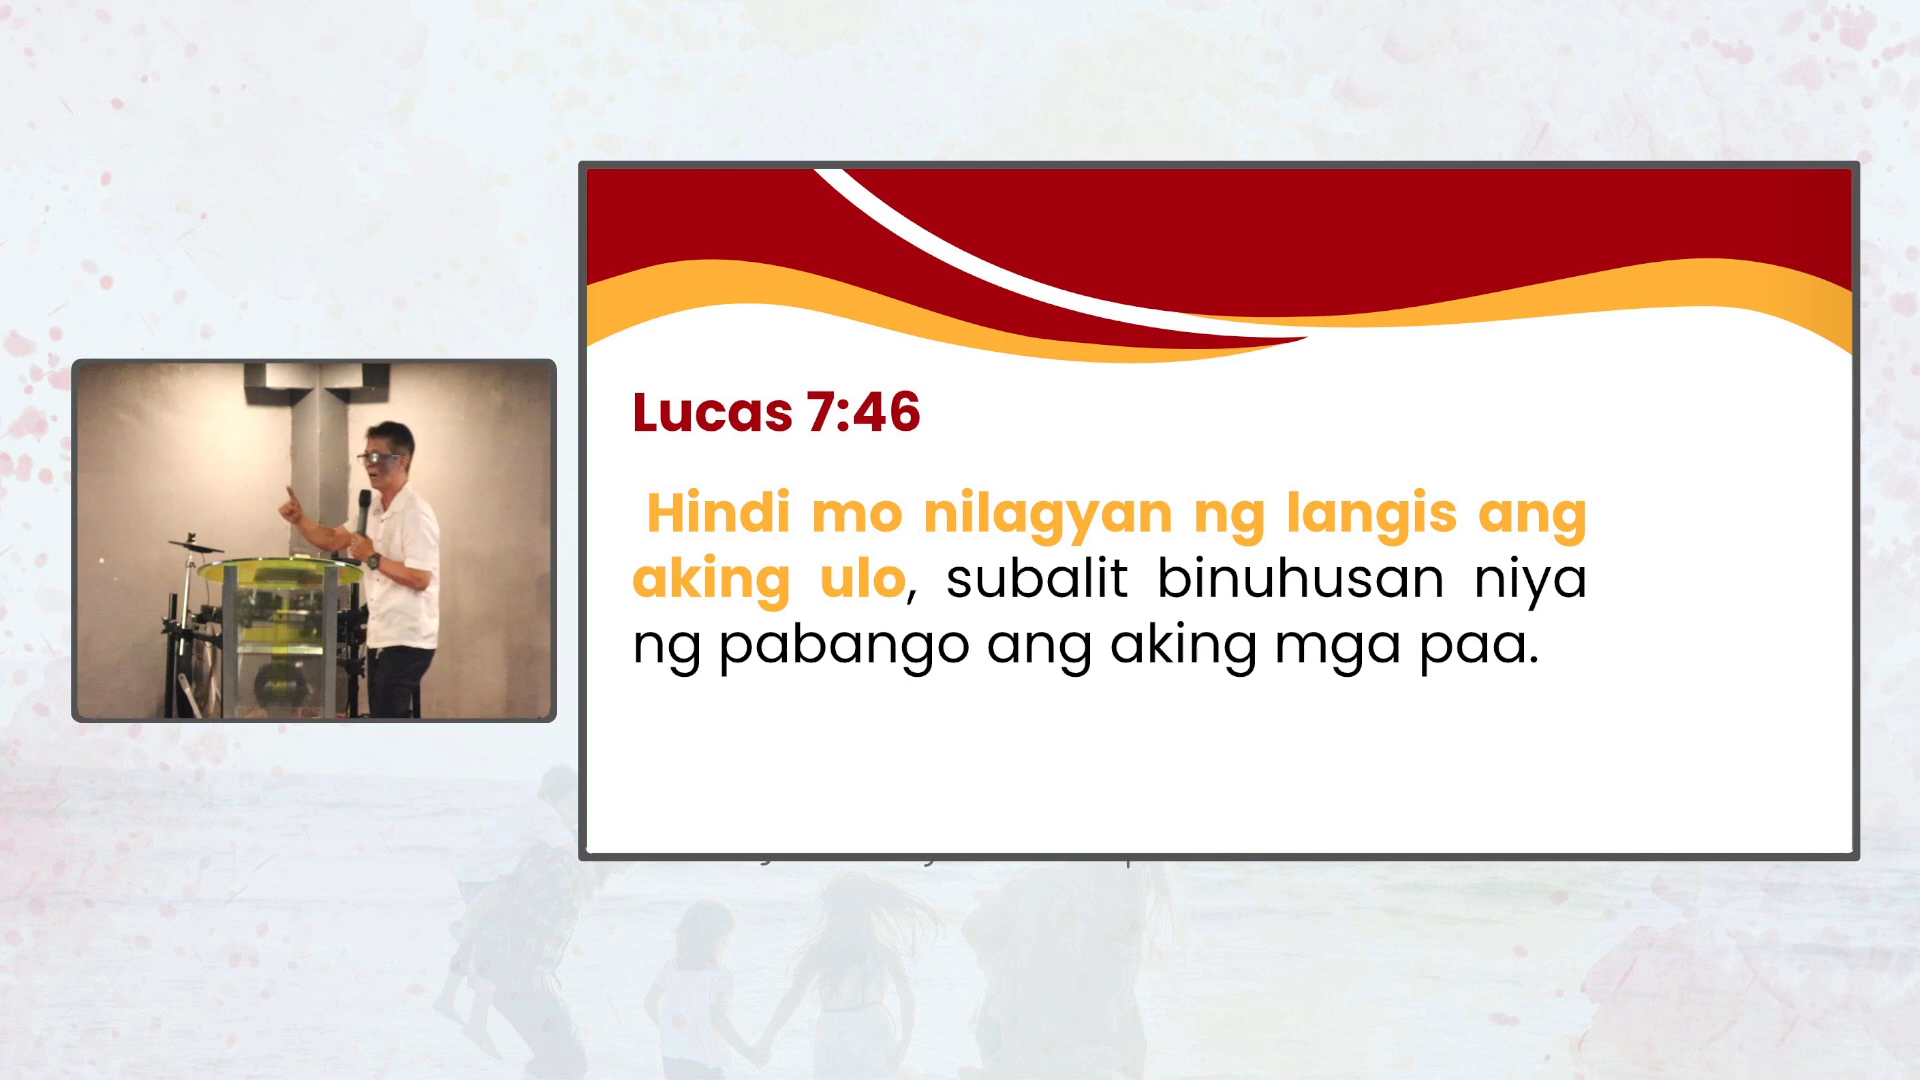 Lucas 7:46
Hindi mo nilagyan ng langis ang
aking ulo, subalit binuhusan niya
ng pabango ang aking mga paa.